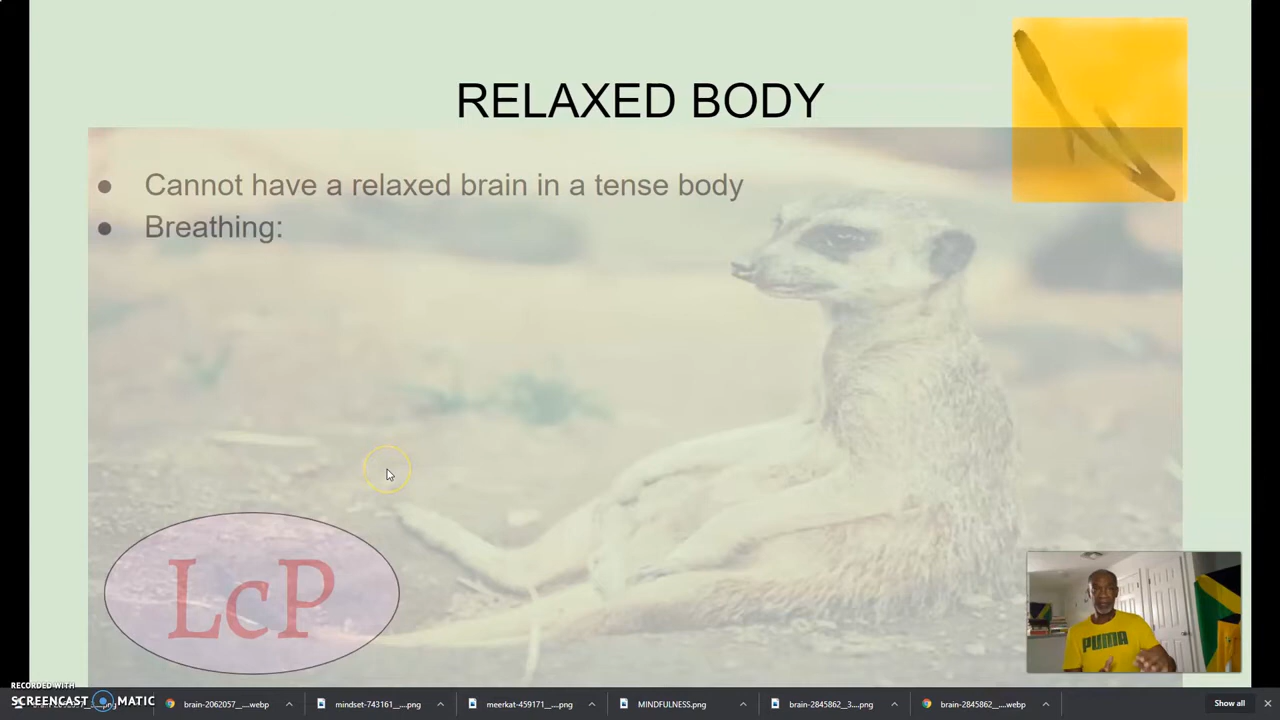 RELAXED BODY
● Cannot have a relaxed brain in a tense body
● Breathing:
LcP
PUMA
RECORDED WITH
SCREENCAST MATIC
brain-2062057_....webp
mindset-743161_...png
meerkat-459171_...png
MINDFULNESS.png
brain-2845862__3...png
brain-2845862_...webp
Show all